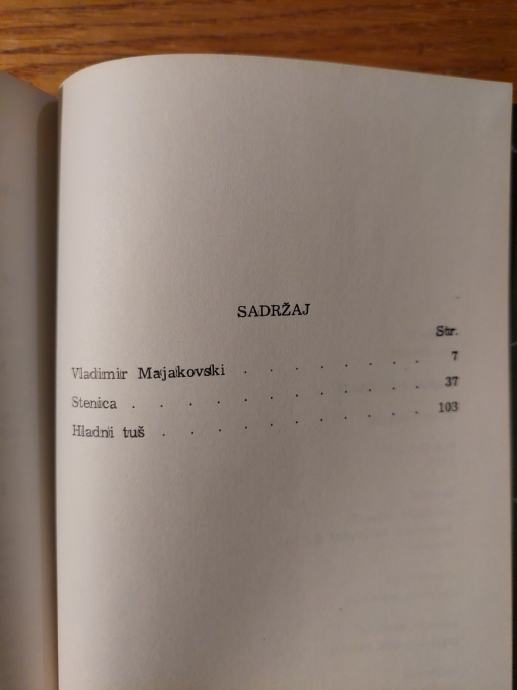 SADRŽAJ
Str.
Vladimir Majakovski . . . . . . . 7
Stenica . . . . . . . . . . . 37
Hladni tuš . . . . . . . . . . 103